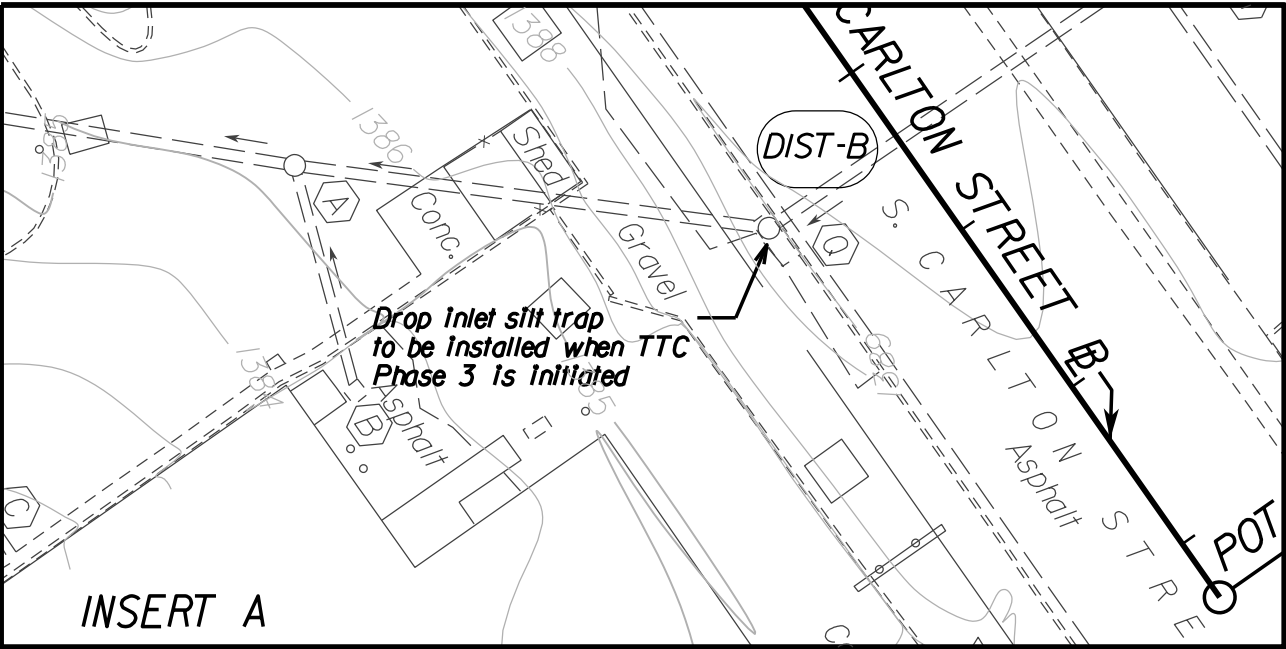 1388
CARLTON STREET B
1386
DIST-B
Shed
A
Conc.
Gravel
Q
S. CARLTON STRE
Drop inlet silt trap
to be installed when TTC
Phase 3 is initiated
1384
1385
B
Asphalt
Asphalt
C
POT
INSERT A